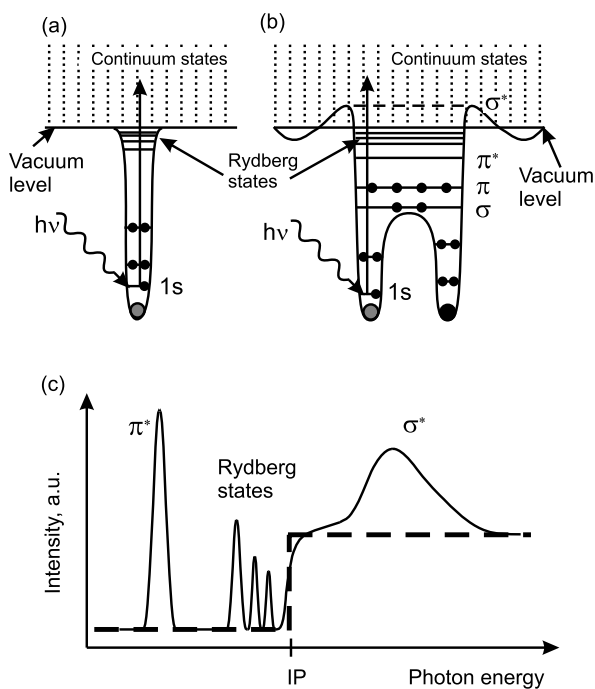 (a)
Continuum states
Vacuum
level
hν
1s
(b)
Continuum states
σ*
Rydberg
states
π*
π
σ
Vacuum
level
hν
1s
(c)
π*
Rydberg
states
σ*
Intensity, a.u.
IP
Photon energy